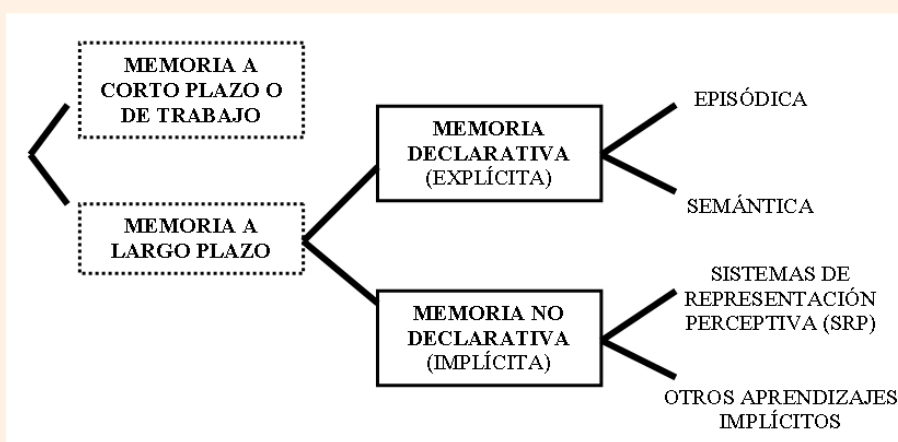 MEMORIA A
CORTO PLAZO O
DE TRABAJO
MEMORIA A
LARGO PLAZO
MEMORIA
DECLARATIVA
(EXPLÍCITA)
EPISÓDICA
SEMÁNTICA
MEMORIA NO
DECLARATIVA
(IMPLÍCITA)
SISTEMAS DE
REPRESENTACIÓN
PERCEPTIVA (SRP)
OTROS APRENDIZAJES
IMPLÍCITOS